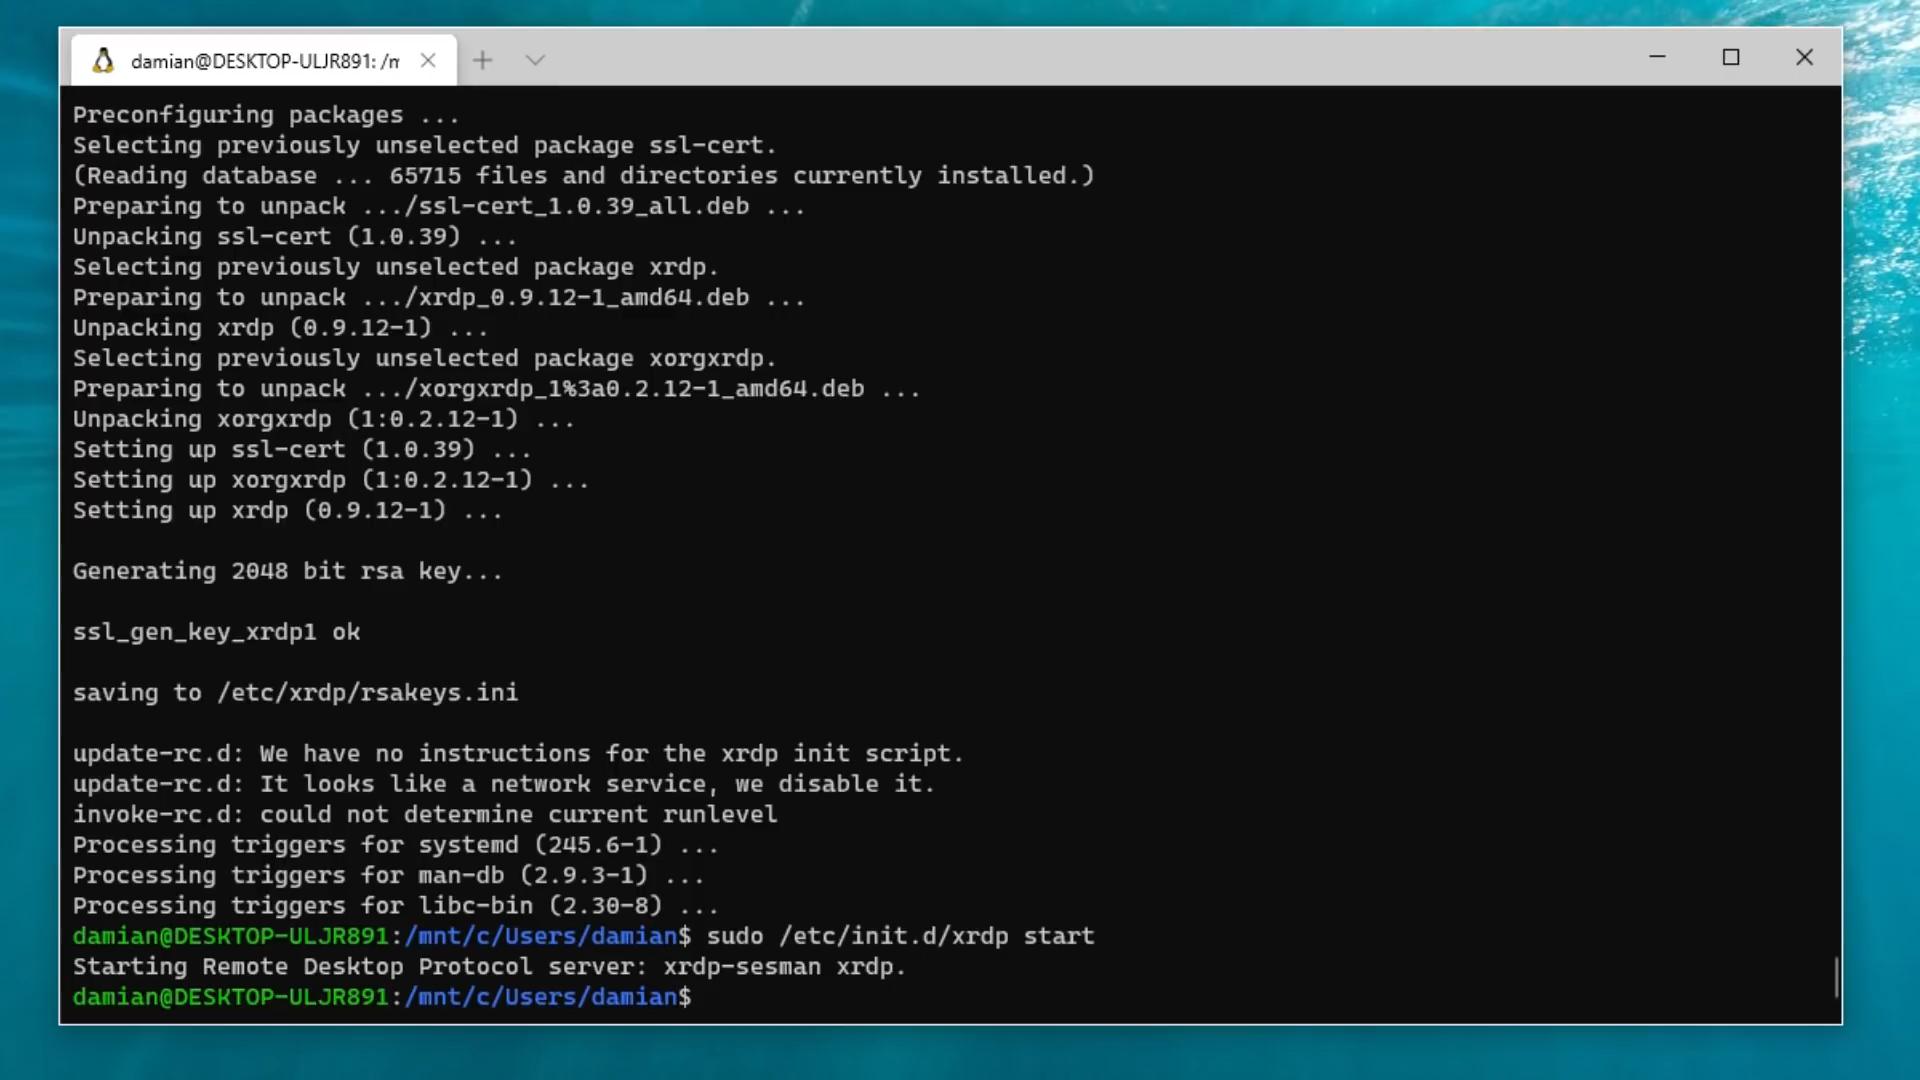 damian@DESKTOP-ULJR891: /m
Preconfiguring packages ...
Selecting previously unselected package ssl-cert.
(Reading database ... 65715 files and directories currently installed.)
Preparing to unpack .../ssl-cert_1.0.39_all.deb ...
Unpacking ssl-cert (1.0.39) ...
Selecting previously unselected package xrdp.
Preparing to unpack .../xrdp_0.9.12-1_amd64.deb ...
Unpacking xrdp (0.9.12-1) ...
Selecting previously unselected package xorgxrdp.
Preparing to unpack .../xorgxrdp_1%3a0.2.12-1_amd64.deb ...
Unpacking xorgxrdp (1:0.2.12-1) ...
Setting up ssl-cert (1.0.39) ...
Setting up xorgxrdp (1:0.2.12-1) ...
Setting up xrdp (0.9.12-1) ...
Generating 2048 bit rsa key...
ssl_gen_key_xrdp1 ok
saving to /etc/xrdp/rsakeys.ini
update-rc.d: We have no instructions for the xrdp init script.
update-rc.d: It looks like a network service, we disable it.
invoke-rc.d: could not determine current runlevel
Processing triggers for systemd (245.6-1) ...
Processing triggers for man-db (2.9.3-1) ...
Processing triggers for libc-bin (2.30-8) ...
damian@DESKTOP-ULJR891:/mnt/c/Users/damian$ sudo /etc/init.d/xrdp start
Starting Remote Desktop Protocol server: xrdp-sesman xrdp.
damian@DESKTOP-ULJR891:/mnt/c/Users/damian$